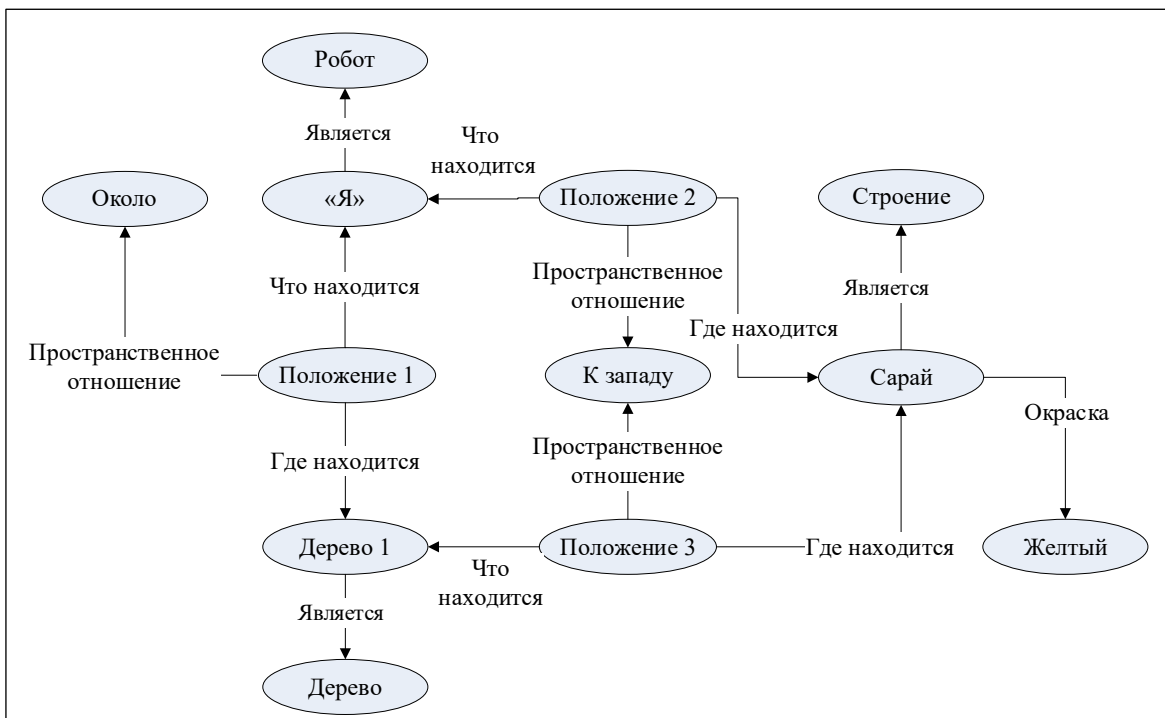 Робот
Является
Что
находится
Около
«Я»
Положение 2
Строение
Что находится
Пространственное
отношение
Является
Где находится
Пространственное
отношение
Положение 1
К западу
Сарай
Окраска
Пространственное
отношение
Где находится
Дерево 1
Положение 3
Где находится
Желтый
Что
находится
Является
Дерево